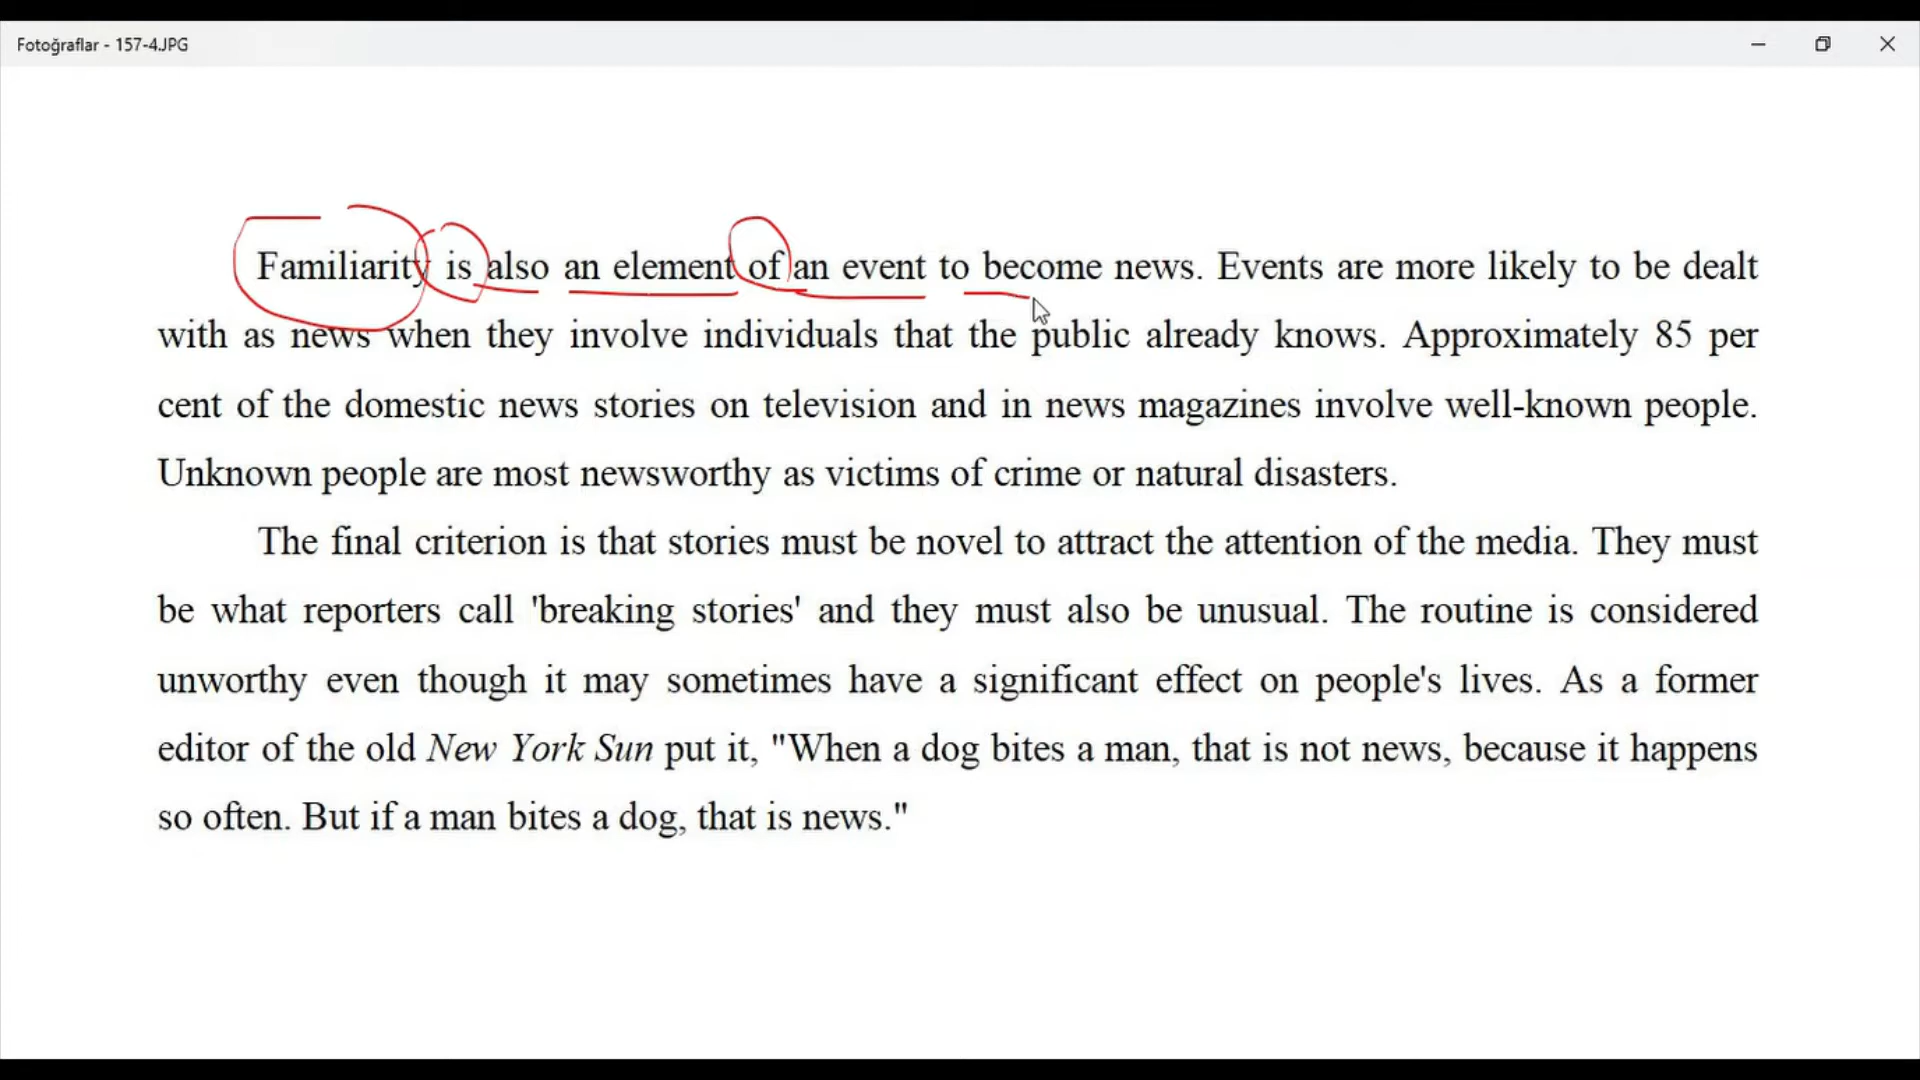 Fotoğraflar - 157-4.JPG
Familiarity is also an element of an event to become news. Events are more likely to be dealt
with as news when they involve individuals that the public already knows. Approximately 85 per
cent of the domestic news stories on television and in news magazines involve well-known people.
Unknown people are most newsworthy as victims of crime or natural disasters.
The final criterion is that stories must be novel to attract the attention of the media. They must
be what reporters call 'breaking stories' and they must also be unusual. The routine is considered
unworthy even though it may sometimes have a significant effect on people's lives. As a former
editor of the old New York Sun put it, "When a dog bites a man, that is not news, because it happens
so often. But if a man bites a dog, that is news."